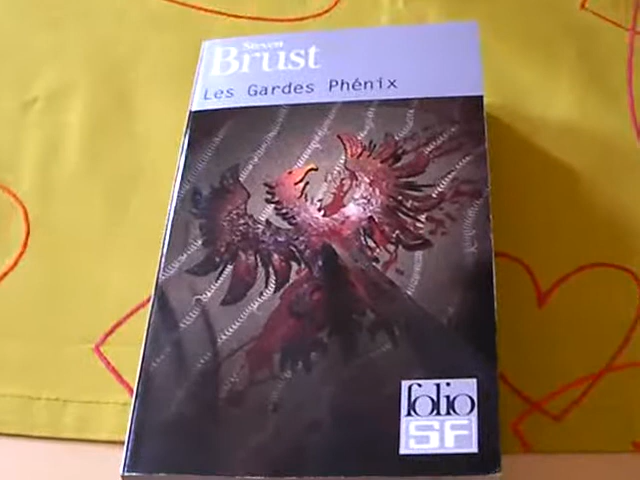 Steven
Brust
Les Gardes Phénix
folio
SF